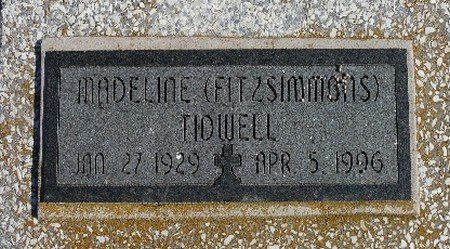 MADELINE (FITZSIMMONS)
TIDWELL
JAN. 27 1929 APR. 5, 1996